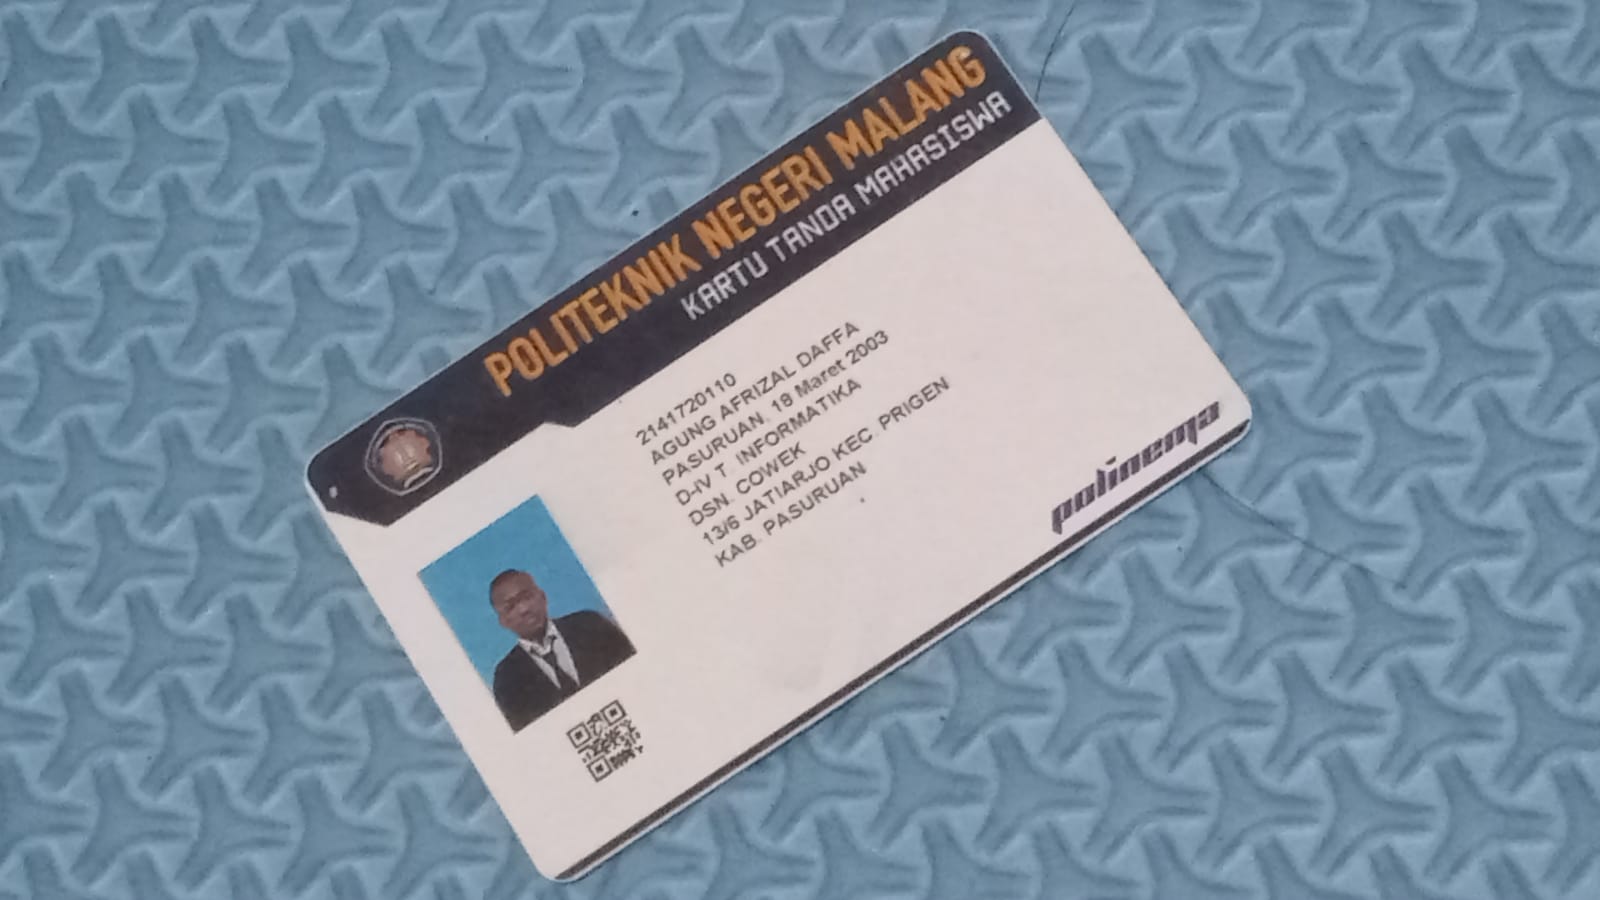 POLITEKNIK NEGERI MALANG
KARTU TANDA MAHASISWA
2141720110
AGUNG AFRIZAL DAFFA
PASURUAN, 18 Maret 2003
D-IV T. INFORMATIKA
DSN. COWEK
13/6 JATIARJO KEC. PRIGEN
KAB. PASURUAN
polinema